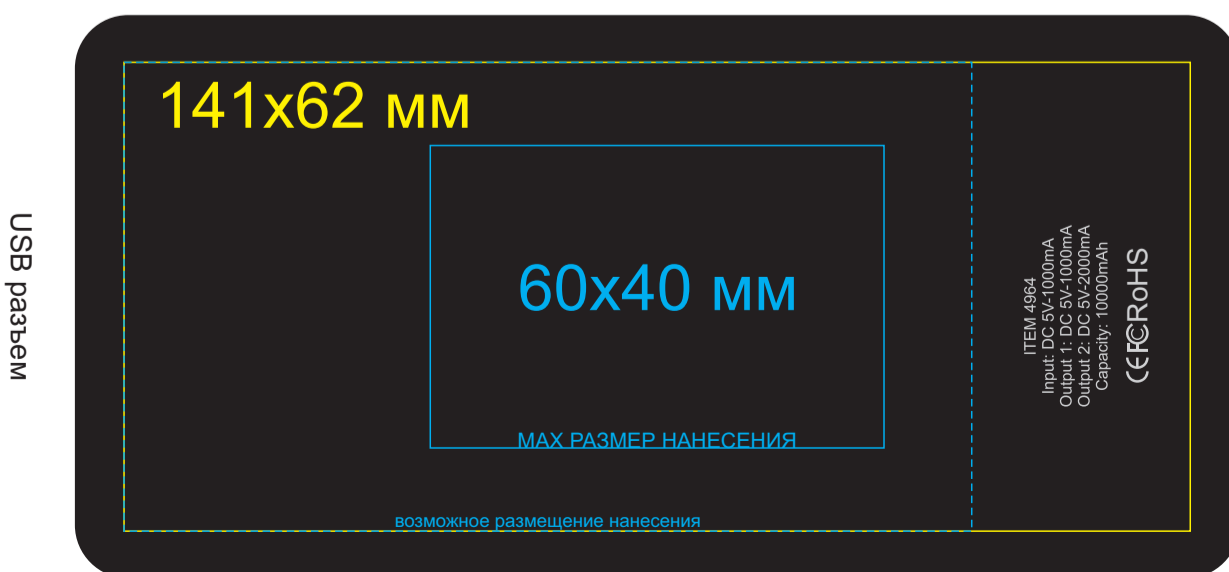 141x62 мм
60x40 мм
MAX РАЗМЕР НАНЕСЕНИЯ
возможное размещение нанесения
USB разъем
ITEM 4964
Input: DC 5V-1000mA
Output 1: DC 5V-1000mA
Output 2: DC 5V-2000mA
Capacity: 10000mAh
CE FC RoHS